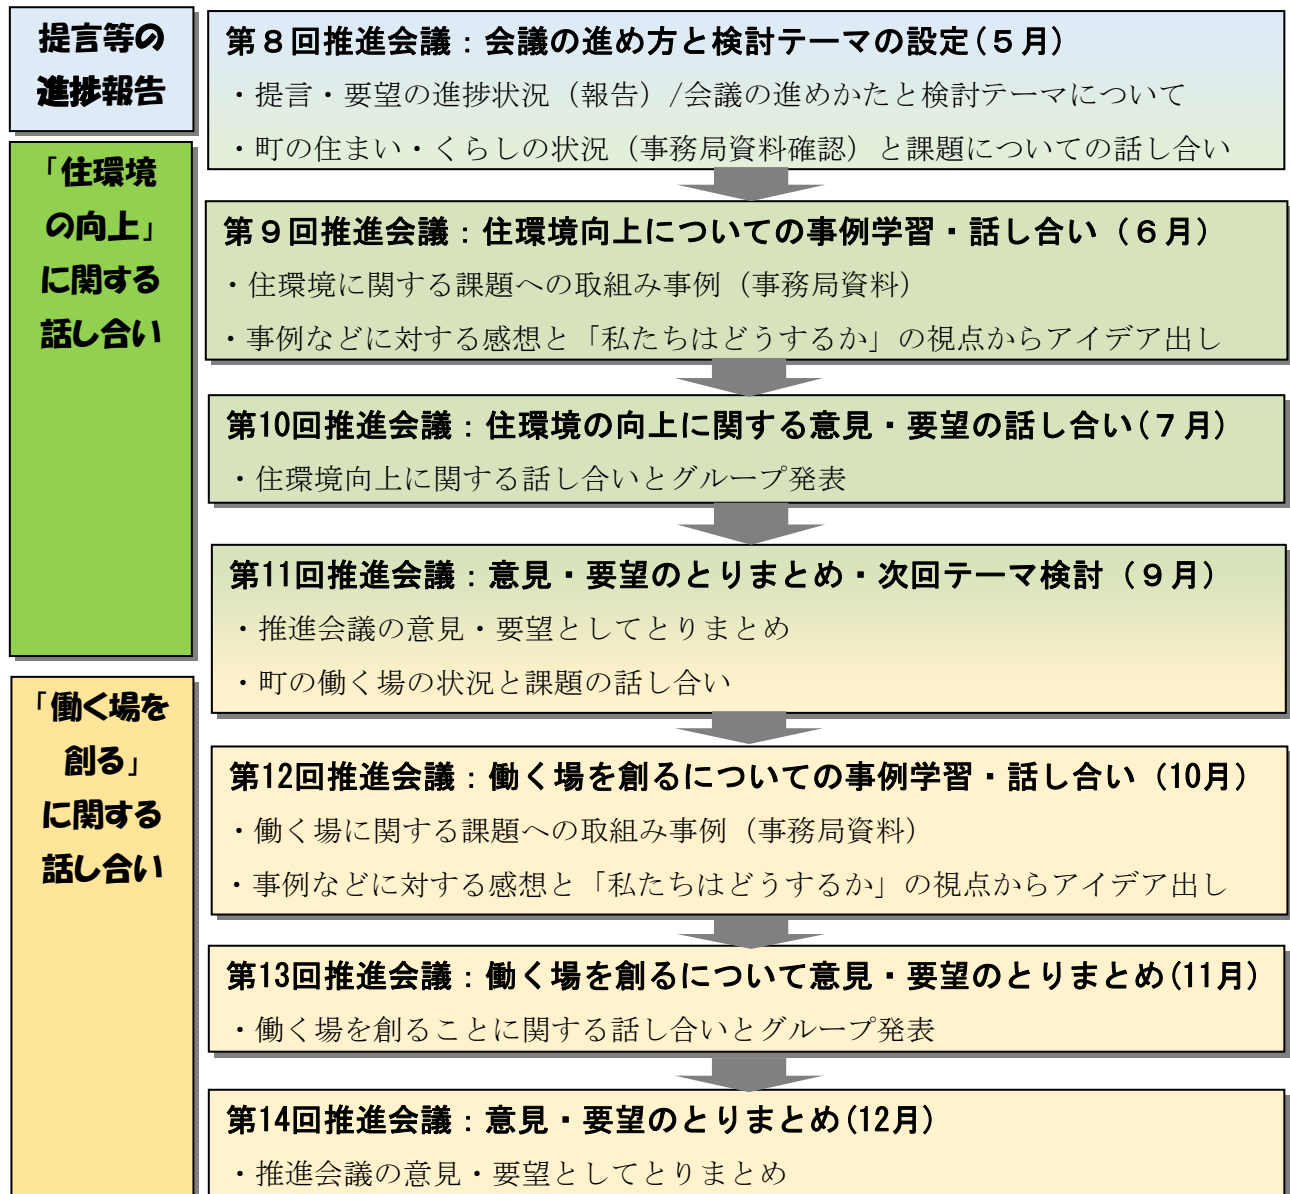 提言等の
進捗報告
第８回推進会議：会議の進め方と検討テーマの設定(５月)
・提言・要望の進捗状況（報告）/会議の進めかたと検討テーマについて
・町の住まい・くらしの状況（事務局資料確認）と課題についての話し合い
「住環境
の向上」
に関する
話し合い
第９回推進会議：住環境向上についての事例学習・話し合い（６月）
・住環境に関する課題への取組み事例（事務局資料）
・事例などに対する感想と「私たちはどうするか」の視点からアイデア出し
第10回推進会議：住環境の向上に関する意見・要望の話し合い(７月)
・住環境向上に関する話し合いとグループ発表
第11回推進会議：意見・要望のとりまとめ・次回テーマ検討（９月）
・推進会議の意見・要望としてとりまとめ
・町の働く場の状況と課題の話し合い
「働く場を
創る」
に関する
話し合い
第12回推進会議：働く場を創るについての事例学習・話し合い（10月）
・働く場に関する課題への取組み事例（事務局資料）
・事例などに対する感想と「私たちはどうするか」の視点からアイデア出し
第13回推進会議：働く場を創るについて意見・要望のとりまとめ(11月)
・働く場を創ることに関する話し合いとグループ発表
第14回推進会議：意見・要望のとりまとめ(12月)
・推進会議の意見・要望としてとりまとめ